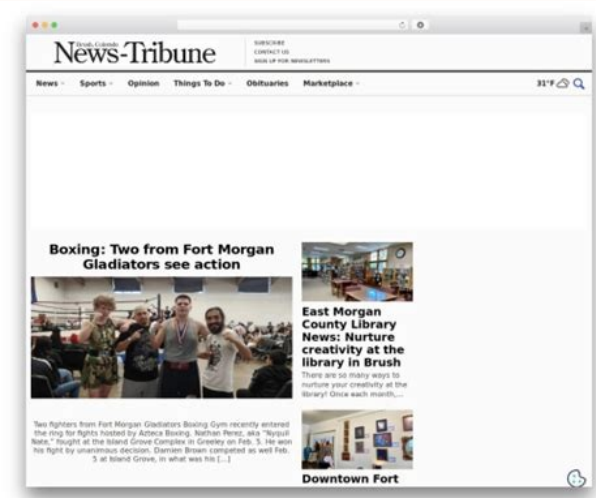 Brush, Colorado
News-Tribune
SUBSCRIBE
CONTACT US
SIGN UP FOR NEWSLETTERS
News
Sports
Opinion
Things To Do
Obituaries
Marketplace
31°F
Boxing: Two from Fort Morgan
Gladiators see action
Two fighters from Fort Morgan Gladiators Boxing Gym recently entered
the ring for fights hosted by Azteca Boxing. Nathan Perez, aka “Nyquil
Nate,” fought at the Island Grove Complex in Greeley on Feb. 5. He won
his fight by unanimous decision. Damien Brown competed as well Feb.
5 at Island Grove, in what was his [...]
East Morgan
County Library
News: Nurture
creativity at the
library in Brush
There are so many ways to
nurture your creativity at the
library! Once each month,...
Downtown Fort